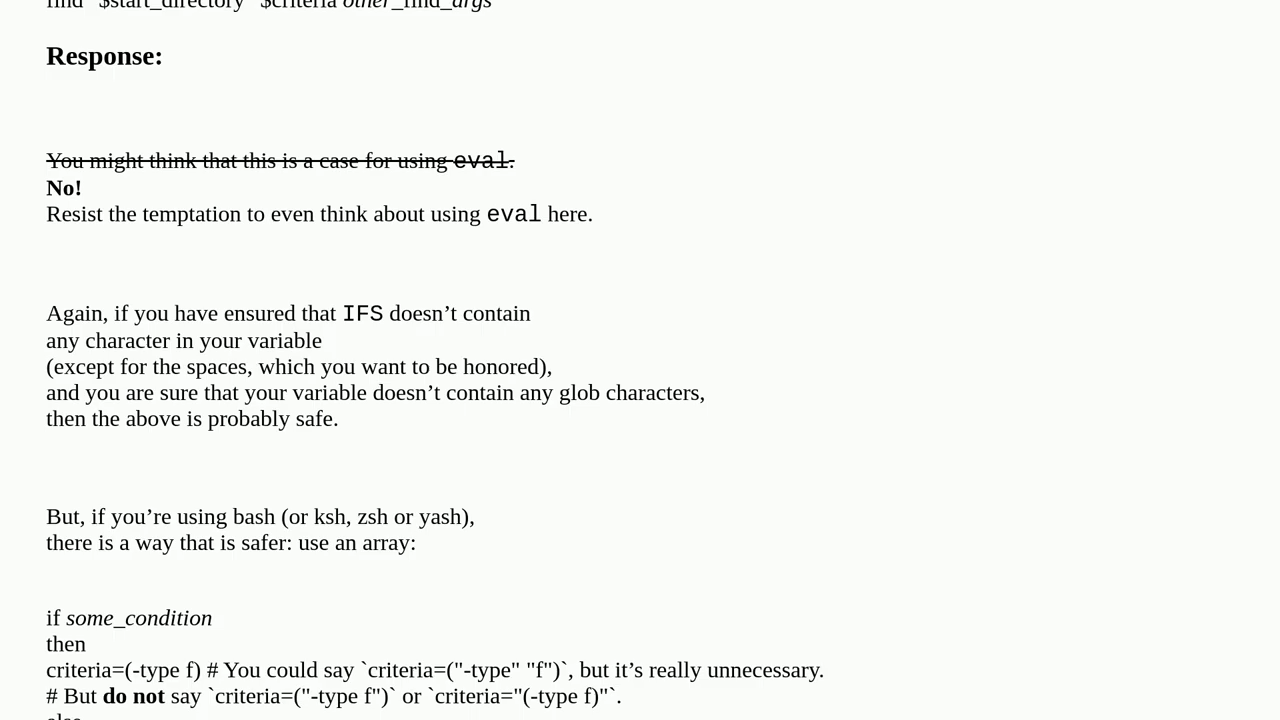 find "$start_directory" $criteria other_find_args
Response:
You might think that this is a case for using eval.
No!
Resist the temptation to even think about using eval here.
Again, if you have ensured that IFS doesn’t contain
any character in your variable
(except for the spaces, which you want to be honored),
and you are sure that your variable doesn’t contain any glob characters,
then the above is probably safe.
But, if you’re using bash (or ksh, zsh or yash),
there is a way that is safer: use an array:
if some_condition
then
criteria=(-type f) # You could say `criteria=("-type" "f")`, but it’s really unnecessary.
# But do not say `criteria=("-type f")` or `criteria="(-type f)"`.
else